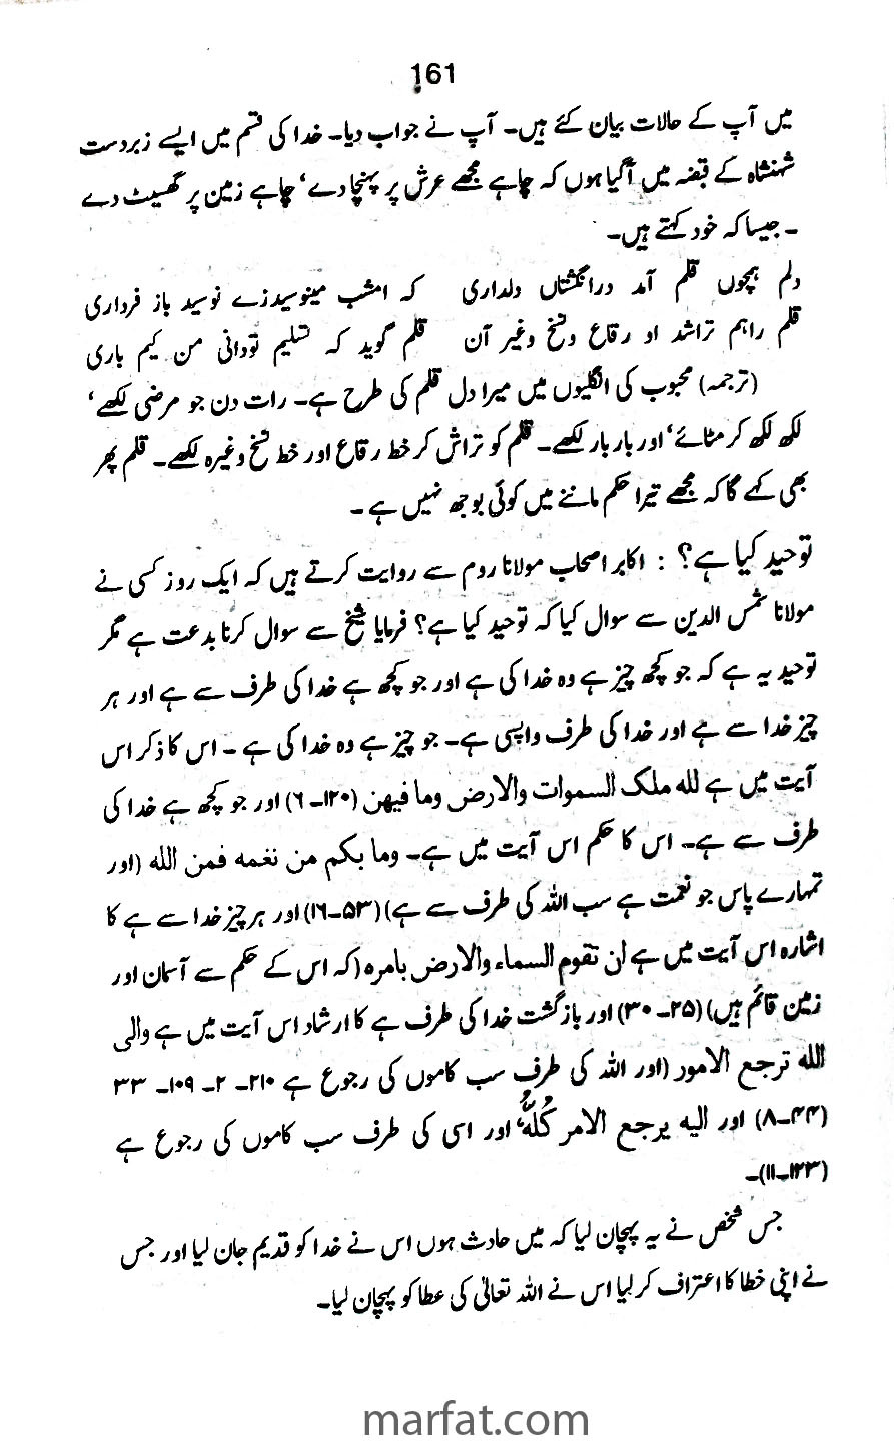 161
میں آپ کے حالات بیان کئے ہیں۔ آپ نے جواب دیا۔ خدا کی قسم میں ایسے زبردست
شہنشاہ کے قبضہ میں آگیا ہوں کہ چاہے مجھے عرش پر پہنچا دے، چاہے زمین پر گھسیٹ دے
۔ جیسا کہ خود کہتے ہیں۔
دلم ہمچوں قلم آمد در انگشتاں دلداری کہ امشب مینویسد زے نویسد باز فرداری
قلم راہم تراشد او رقاع و نسخ و غیر آن قلم گوید کہ تسلیم تودانی من کیم باری
(ترجمہ) محبوب کی انگلیوں میں میرا دل قلم کی طرح ہے۔ رات دن جو مرضی لکھے،
لکھ لکھ کر مٹائے، اور بار بار لکھے۔ قلم کو تراش کر خط رقاع اور خط نسخ وغیرہ لکھے۔ قلم پھر
بھی کہے گا کہ مجھے تیرا حکم ماننے میں کوئی بوجھ نہیں ہے۔
توحید کیا ہے؟ : اکابر اصحاب مولانا روم سے روایت کرتے ہیں کہ ایک روز کسی نے
مولانا شمس الدین سے سوال کیا کہ توحید کیا ہے؟ فرمایا شیخ سے سوال کرنا بدعت ہے مگر
توحید یہ ہے کہ جو کچھ چیز ہے وہ خدا کی ہے اور جو کچھ ہے خدا کی طرف سے ہے اور ہر
چیز خدا سے ہے اور خدا کی طرف واپسی ہے۔ جو چیز ہے وہ خدا کی ہے ۔ اس کا ذکر اس
آیت میں ہے للہ ملک السموات والارض وما فیھن (۱۲۰۔۶) اور جو کچھ ہے خدا کی
طرف سے ہے۔ اس کا حکم اس آیت میں ہے۔ وما بکم من نغمه فمن الله (اور
تمہارے پاس جو نعمت ہے سب اللہ کی طرف سے ہے) (۵۳۔۱۶) اور ہر چیز خدا سے ہے کا
اشارہ اس آیت میں ہے ان تقوم السماء والارض بامرہ (کہ اس کے حکم سے آسمان اور
زمین قائم ہیں) (۲۵۔۳۰) اور بازگشت خدا کی طرف ہے کا ارشاد اس آیت میں ہے والی
اللہ ترجع الامور (اور اللہ کی طرف سب کاموں کی رجوع ہے ۲۱۰۔ ۲۔ ۱۰۹۔ ۳۳
(۴۴۔۸) اور الیہ یرجع الامر کُلُّہٗ اور اسی کی طرف سب کاموں کی رجوع ہے
(۱۲۳۔۱۱)۔
جس شخص نے یہ پہچان لیا کہ میں حادث ہوں اس نے خدا کو قدیم جان لیا اور جس
نے اپنی خطا کا اعتراف کر لیا اس نے اللہ تعالیٰ کی عطا کو پہچان لیا۔
marfat.com